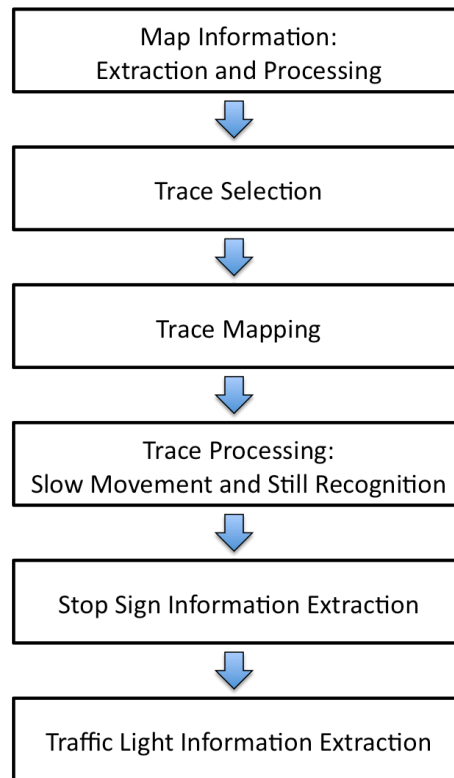 Map Information:
Extraction and Processing
Trace Selection
Trace Mapping
Trace Processing:
Slow Movement and Still Recognition
Stop Sign Information Extraction
Traffic Light Information Extraction